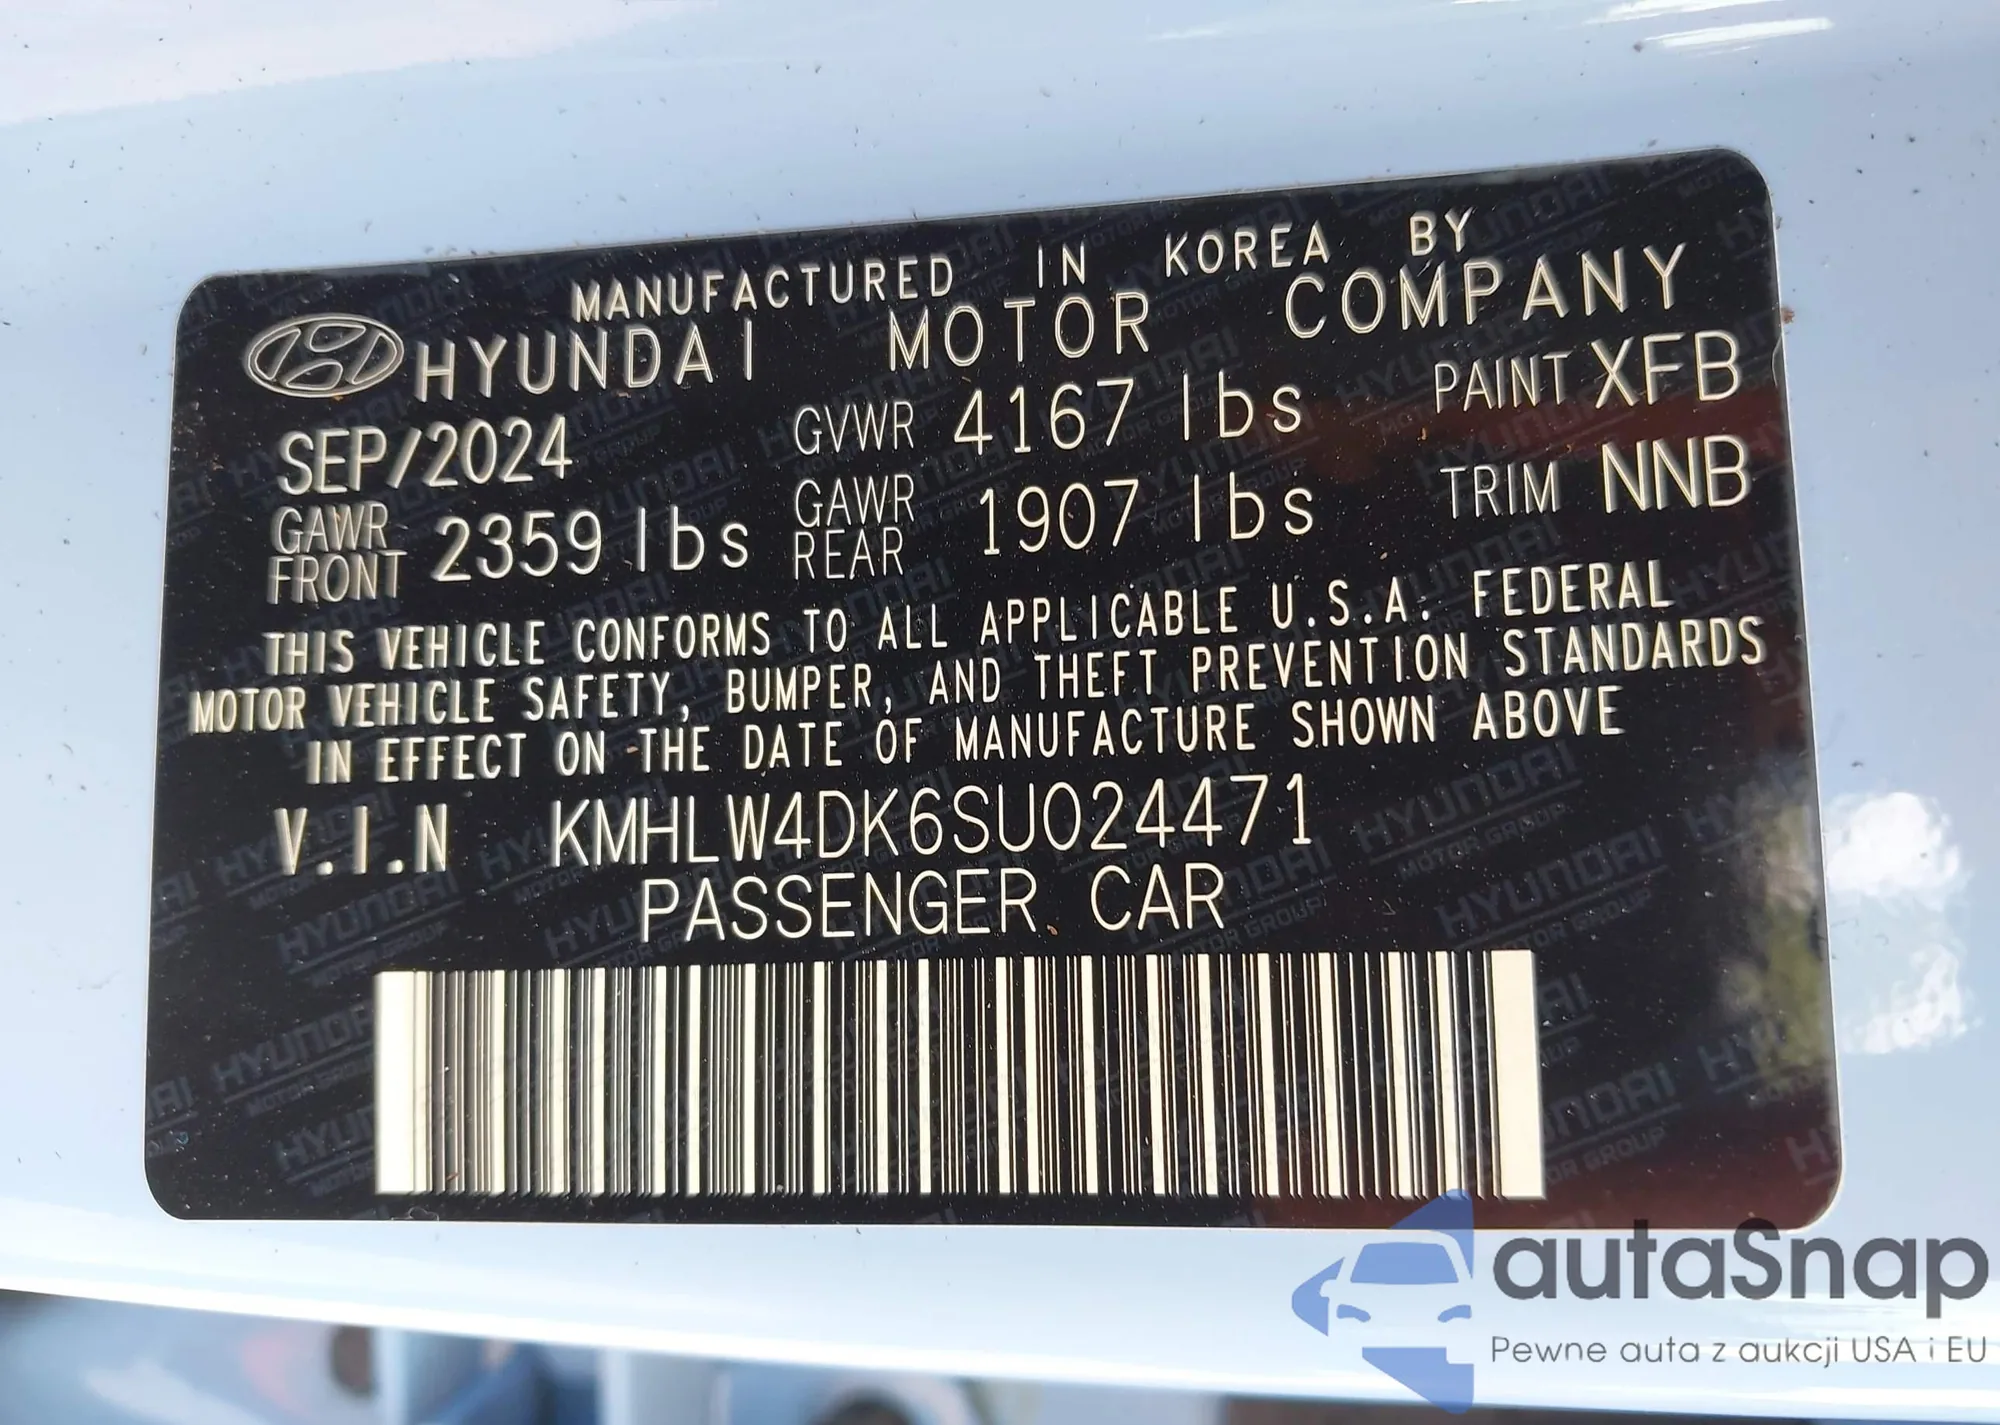 MANUFACTURED IN KOREA BY
HYUNDAI MOTOR COMPANY
SEP/2024 GVWR 4167 lbs PAINT XFB
GAWR FRONT 2359 lbs GAWR REAR 1907 lbs TRIM NNB
THIS VEHICLE CONFORMS TO ALL APPLICABLE U.S.A. FEDERAL
MOTOR VEHICLE SAFETY, BUMPER, AND THEFT PREVENTION STANDARDS
IN EFFECT ON THE DATE OF MANUFACTURE SHOWN ABOVE
V.I.N KMHLW4DK6SU024471
PASSENGER CAR
autaSnap
Pewne auta z aukcji USA i EU